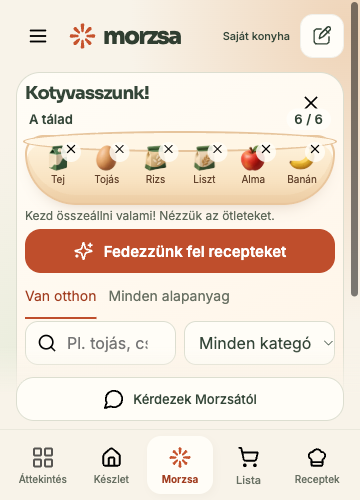 morzsa
Saját konyha
Kotyvasszunk!
A tálad
6 / 6
Tej
Tojás
Rizs
Liszt
Alma
Banán
Kezd összeállni valami! Nézzük az ötleteket.
Fedezzünk fel recepteket
Van otthon
Minden alapanyag
Pl. tojás, cs
Minden kategó
Kérdezek Morzsától
Áttekintés
Készlet
Morzsa
Lista
Receptek